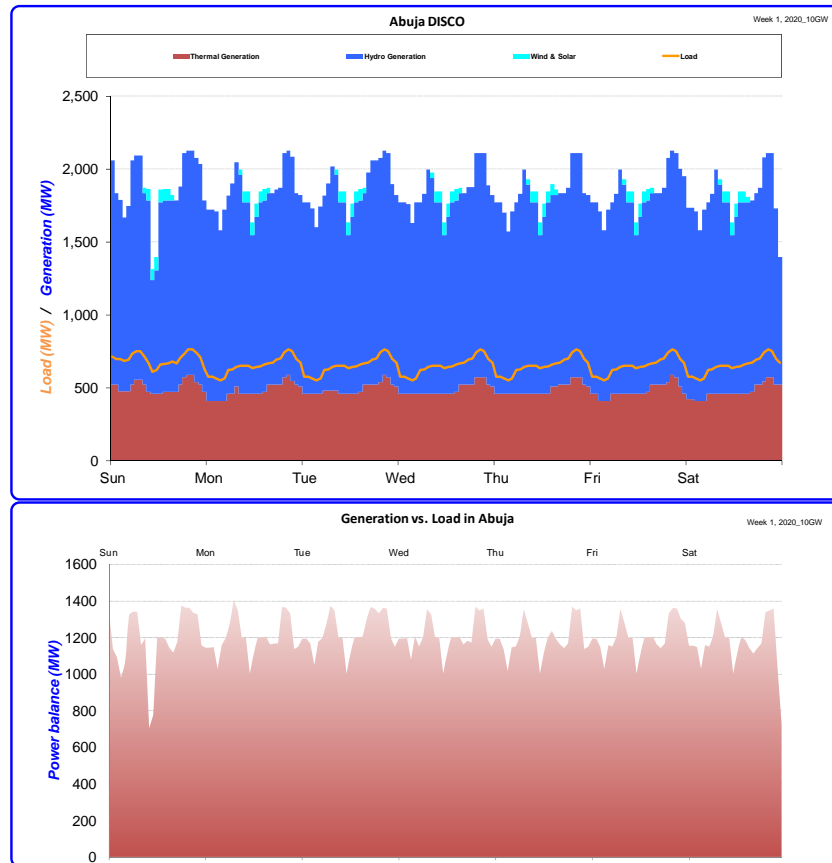 Abuja DISCO
Week 1, 2020_10GW
Thermal Generation Hydro Generation Wind & Solar Load
Load (MW) / Generation (MW)
2,500
2,000
1,500
1,000
500
0
Sun Mon Tue Wed Thu Fri Sat
Generation vs. Load in Abuja
Week 1, 2020_10GW
Sun Mon Tue Wed Thu Fri Sat
Power balance (MW)
1600
1400
1200
1000
800
600
400
200
0